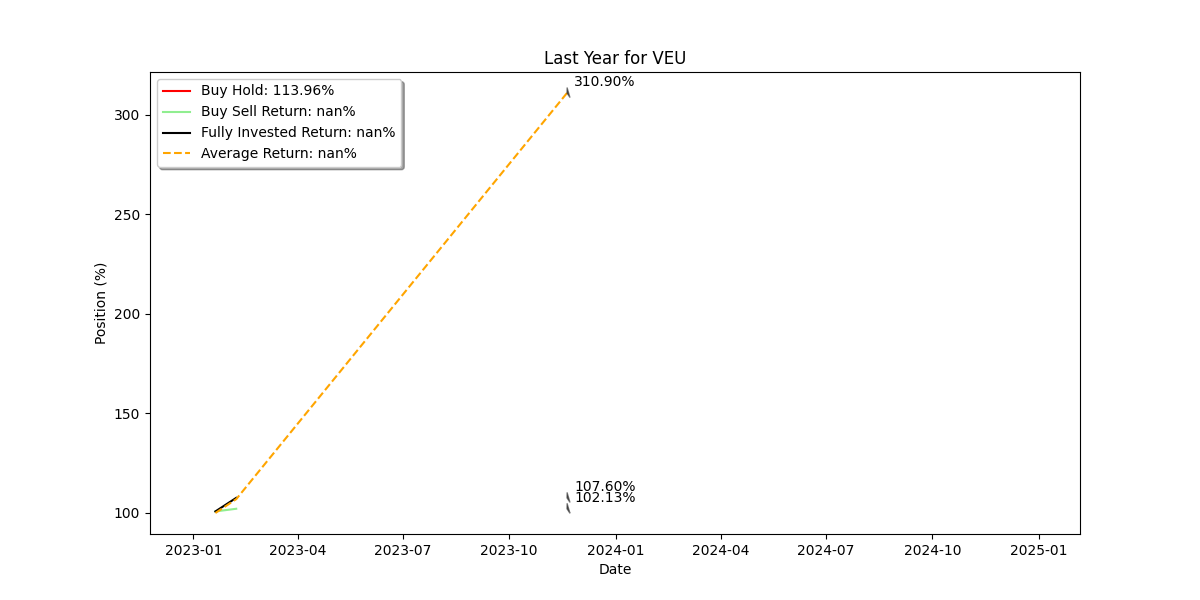 Last Year for VEU
310.90%
Buy Hold: 113.96%
Buy Sell Return: nan%
Fully Invested Return: nan%
Average Return: nan%
300
250
200
150
100
Position (%)
107.60%
102.13%
2023-01 2023-04 2023-07 2023-10 2024-01 2024-04 2024-07 2024-10 2025-01
Date